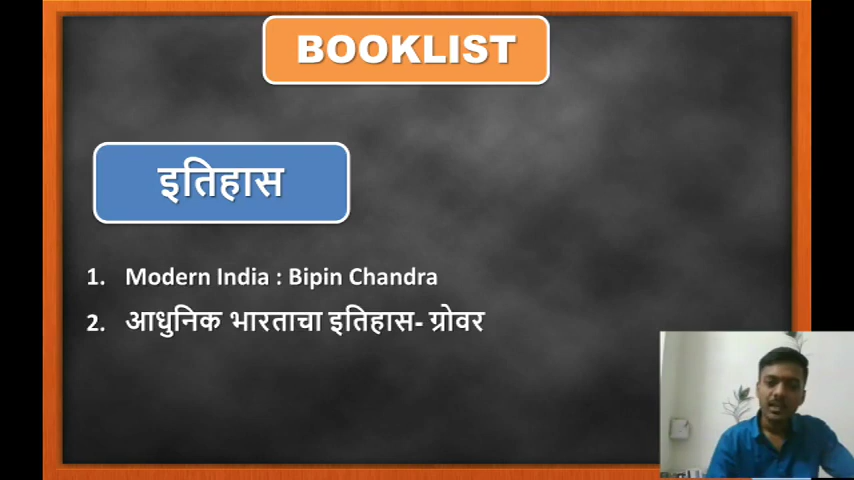 BOOKLIST
इतिहास
1. Modern India : Bipin Chandra
2. आधुनिक भारताचा इतिहास- ग्रोवर